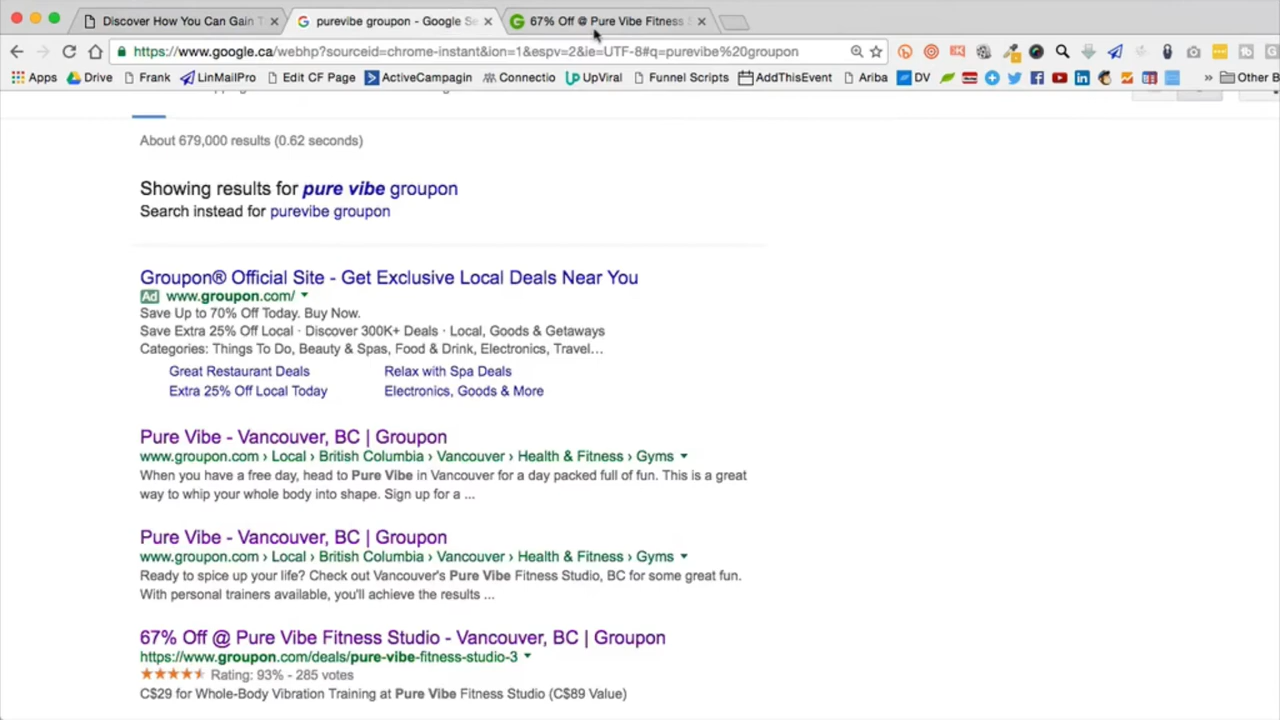 Discover How You Can Gain T
purevibe groupon - Google Se
67% Off @ Pure Vibe Fitness S
https://www.google.ca/webhp?sourceid=chrome-instant&ion=1&espv=2&ie=UTF-8#q=purevibe%20groupon
Apps Drive Frank LinMailPro Edit CF Page ActiveCampagin Connectio UpViral Funnel Scripts AddThisEvent Ariba DV » Other B
About 679,000 results (0.62 seconds)
Showing results for pure vibe groupon
Search instead for purevibe groupon
Groupon® Official Site - Get Exclusive Local Deals Near You
Ad www.groupon.com/
Save Up to 70% Off Today. Buy Now.
Save Extra 25% Off Local · Discover 300K+ Deals · Local, Goods & Getaways
Categories: Things To Do, Beauty & Spas, Food & Drink, Electronics, Travel…
Great Restaurant Deals Relax with Spa Deals
Extra 25% Off Local Today Electronics, Goods & More
Pure Vibe - Vancouver, BC | Groupon
www.groupon.com › Local › British Columbia › Vancouver › Health & Fitness › Gyms
When you have a free day, head to Pure Vibe in Vancouver for a day packed full of fun. This is a great
way to whip your whole body into shape. Sign up for a ...
Pure Vibe - Vancouver, BC | Groupon
www.groupon.com › Local › British Columbia › Vancouver › Health & Fitness › Gyms
Ready to spice up your life? Check out Vancouver's Pure Vibe Fitness Studio, BC for some great fun.
With personal trainers available, you'll achieve the results ...
67% Off @ Pure Vibe Fitness Studio - Vancouver, BC | Groupon
https://www.groupon.com/deals/pure-vibe-fitness-studio-3
Rating: 93% - 285 votes
C$29 for Whole-Body Vibration Training at Pure Vibe Fitness Studio (C$89 Value)